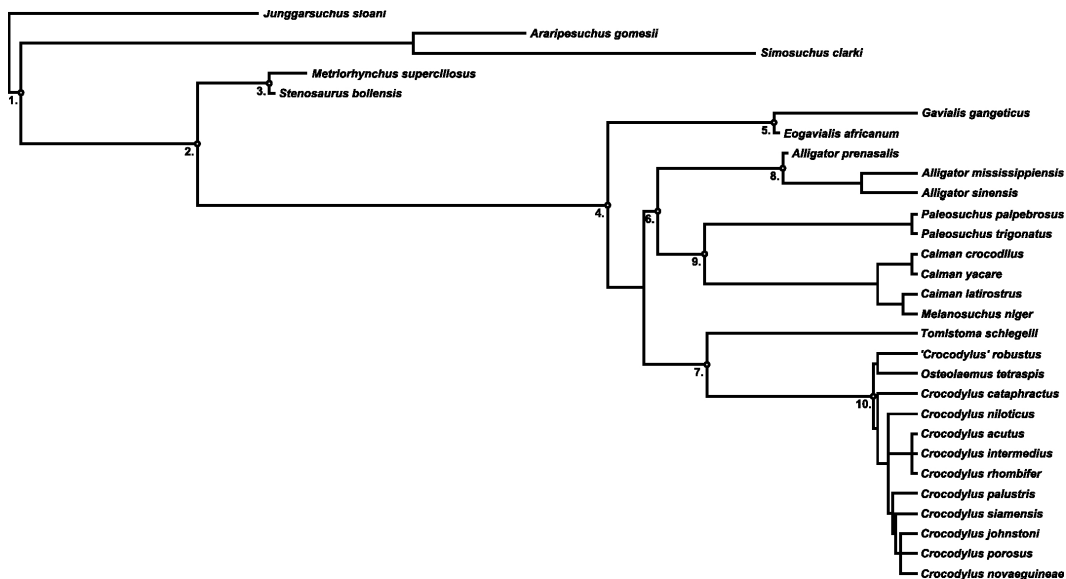 Junggarsuchus sloani
Araripesuchus gomesii
Simosuchus clarki
Metriorhynchus superciliosus
3.
Stenosaurus bollensis
1.
Gavialis gangeticus
5.
Eogavialis africanum
2.
Alligator prenasalis
8.
Alligator mississippiensis
Alligator sinensis
4.
6.
Paleosuchus palpebrosus
Paleosuchus trigonatus
9.
Caiman crocodilus
Caiman yacare
Caiman latirostrus
Melanosuchus niger
Tomistoma schlegelii
'Crocodylus' robustus
7.
Osteolaemus tetraspis
Crocodylus cataphractus
10.
Crocodylus niloticus
Crocodylus acutus
Crocodylus intermedius
Crocodylus rhombifer
Crocodylus palustris
Crocodylus siamensis
Crocodylus johnstoni
Crocodylus porosus
Crocodylus novaeguineae